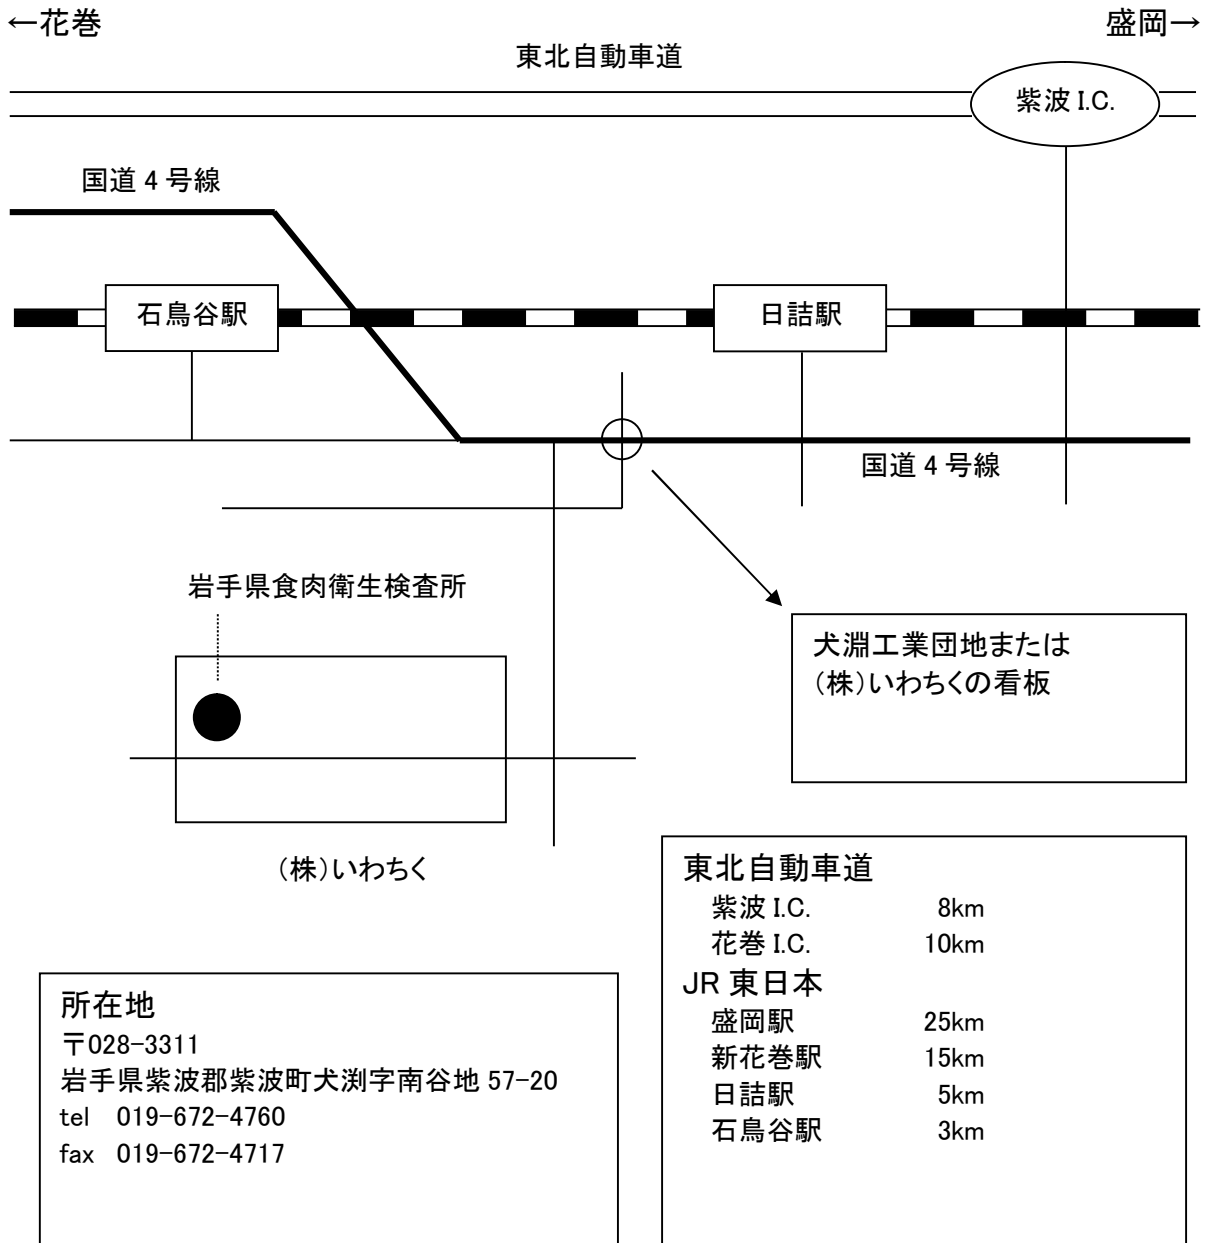 ←花巻
盛岡→
東北自動車道
紫波 I.C.
国道 4 号線
石鳥谷駅
日詰駅
国道 4 号線
岩手県食肉衛生検査所
犬淵工業団地または
(株)いわちくの看板
(株)いわちく
東北自動車道
紫波 I.C. 8km
花巻 I.C. 10km
JR 東日本
盛岡駅 25km
新花巻駅 15km
日詰駅 5km
石鳥谷駅 3km
所在地
〒028-3311
岩手県紫波郡紫波町犬渕字南谷地 57-20
tel 019-672-4760
fax 019-672-4717